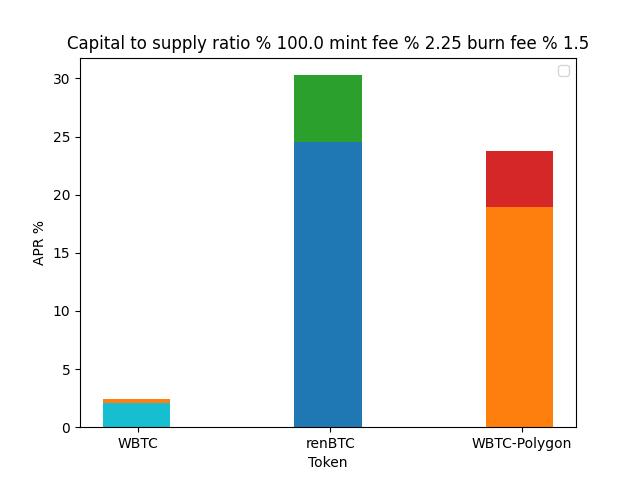 Capital to supply ratio % 100.0 mint fee % 2.25 burn fee % 1.5
30
25
20
15
10
5
0
APR %
WBTC renBTC WBTC-Polygon
Token